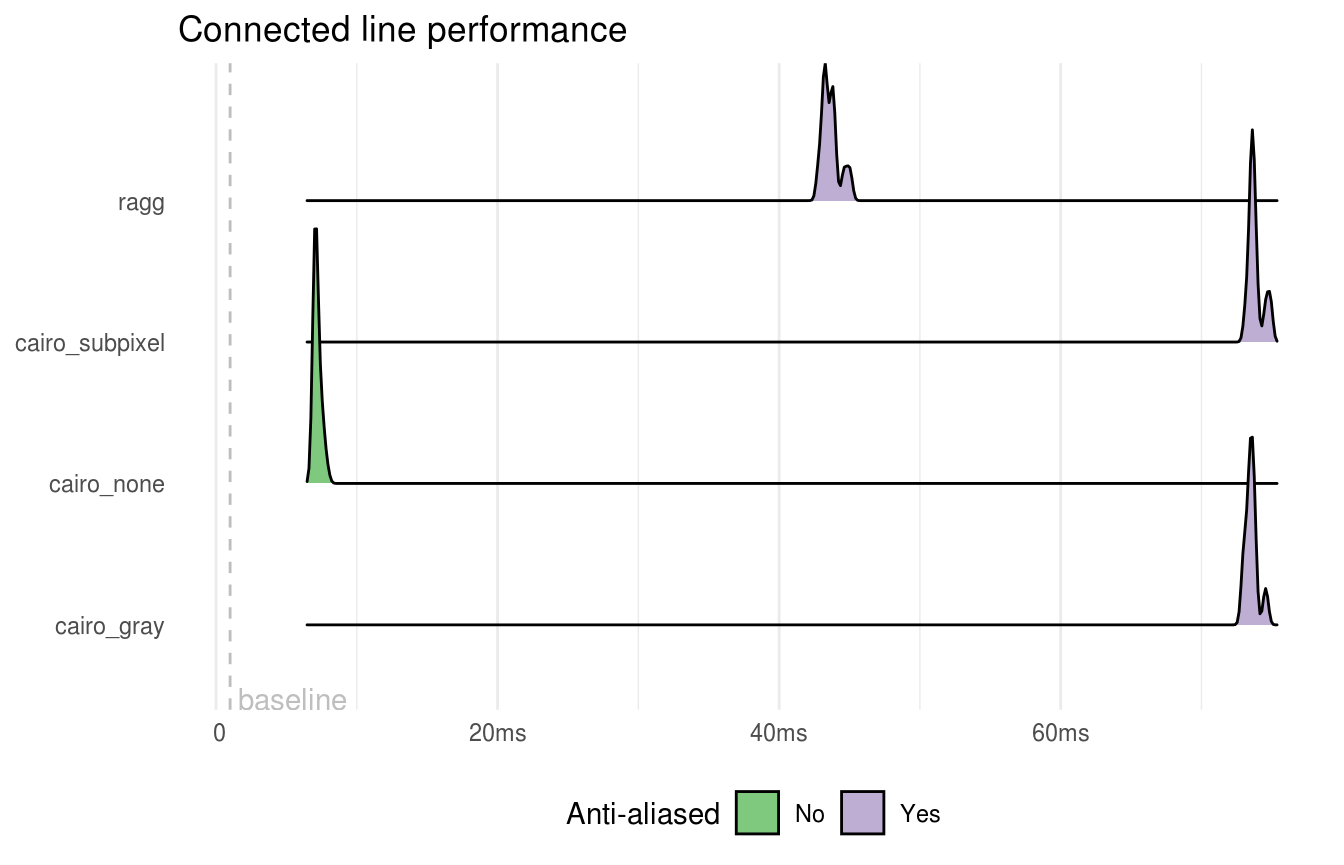 Connected line performance
ragg
cairo_subpixel
cairo_none
cairo_gray
baseline
0 20ms 40ms 60ms
Anti-aliased No Yes